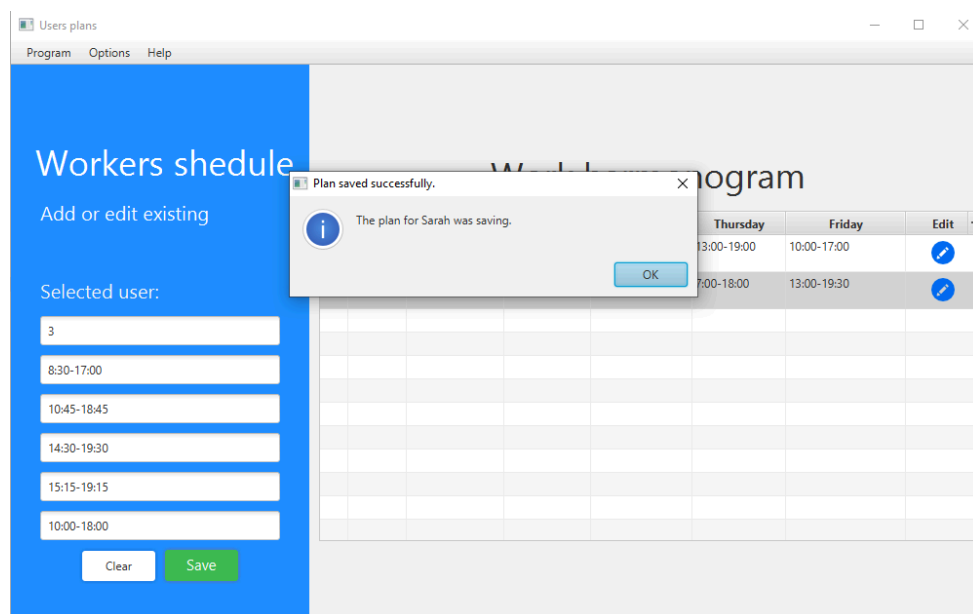 Users plans
Program Options Help
Workers shedule
Add or edit existing
Selected user:
3
8:30-17:00
10:45-18:45
14:30-19:30
15:15-19:15
10:00-18:00
Clear Save
Plan saved successfully.
The plan for Sarah was saving.
OK
Thursday Friday Edit
13:00-19:00 10:00-17:00
7:00-18:00 13:00-19:30